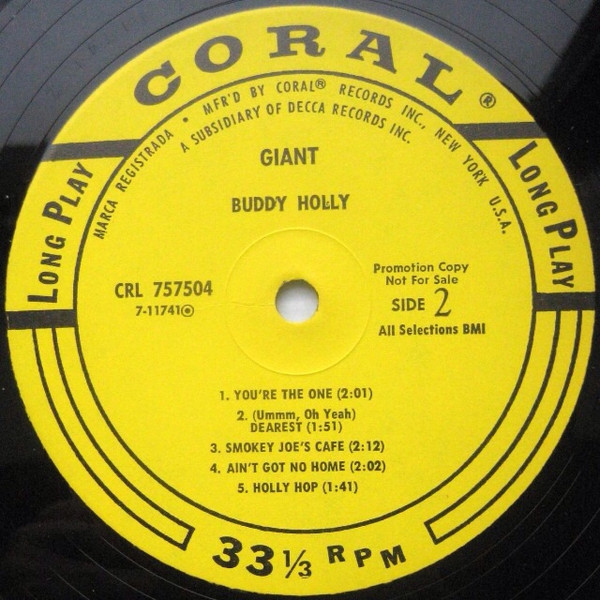 CORAL®
MARCA REGISTRADA • MFR'D BY CORAL® RECORDS INC., NEW YORK U.S.A.
A SUBSIDIARY OF DECCA RECORDS INC.
LONG PLAY
LONG PLAY
GIANT
BUDDY HOLLY
CRL 757504
7-11741
Promotion Copy
Not For Sale
SIDE 2
All Selections BMI
1. YOU'RE THE ONE (2:01)
2. (Ummm, Oh Yeah)
DEAREST (1:51)
3. SMOKEY JOE'S CAFE (2:12)
4. AIN'T GOT NO HOME (2:02)
5. HOLLY HOP (1:41)
33 1/3 RPM